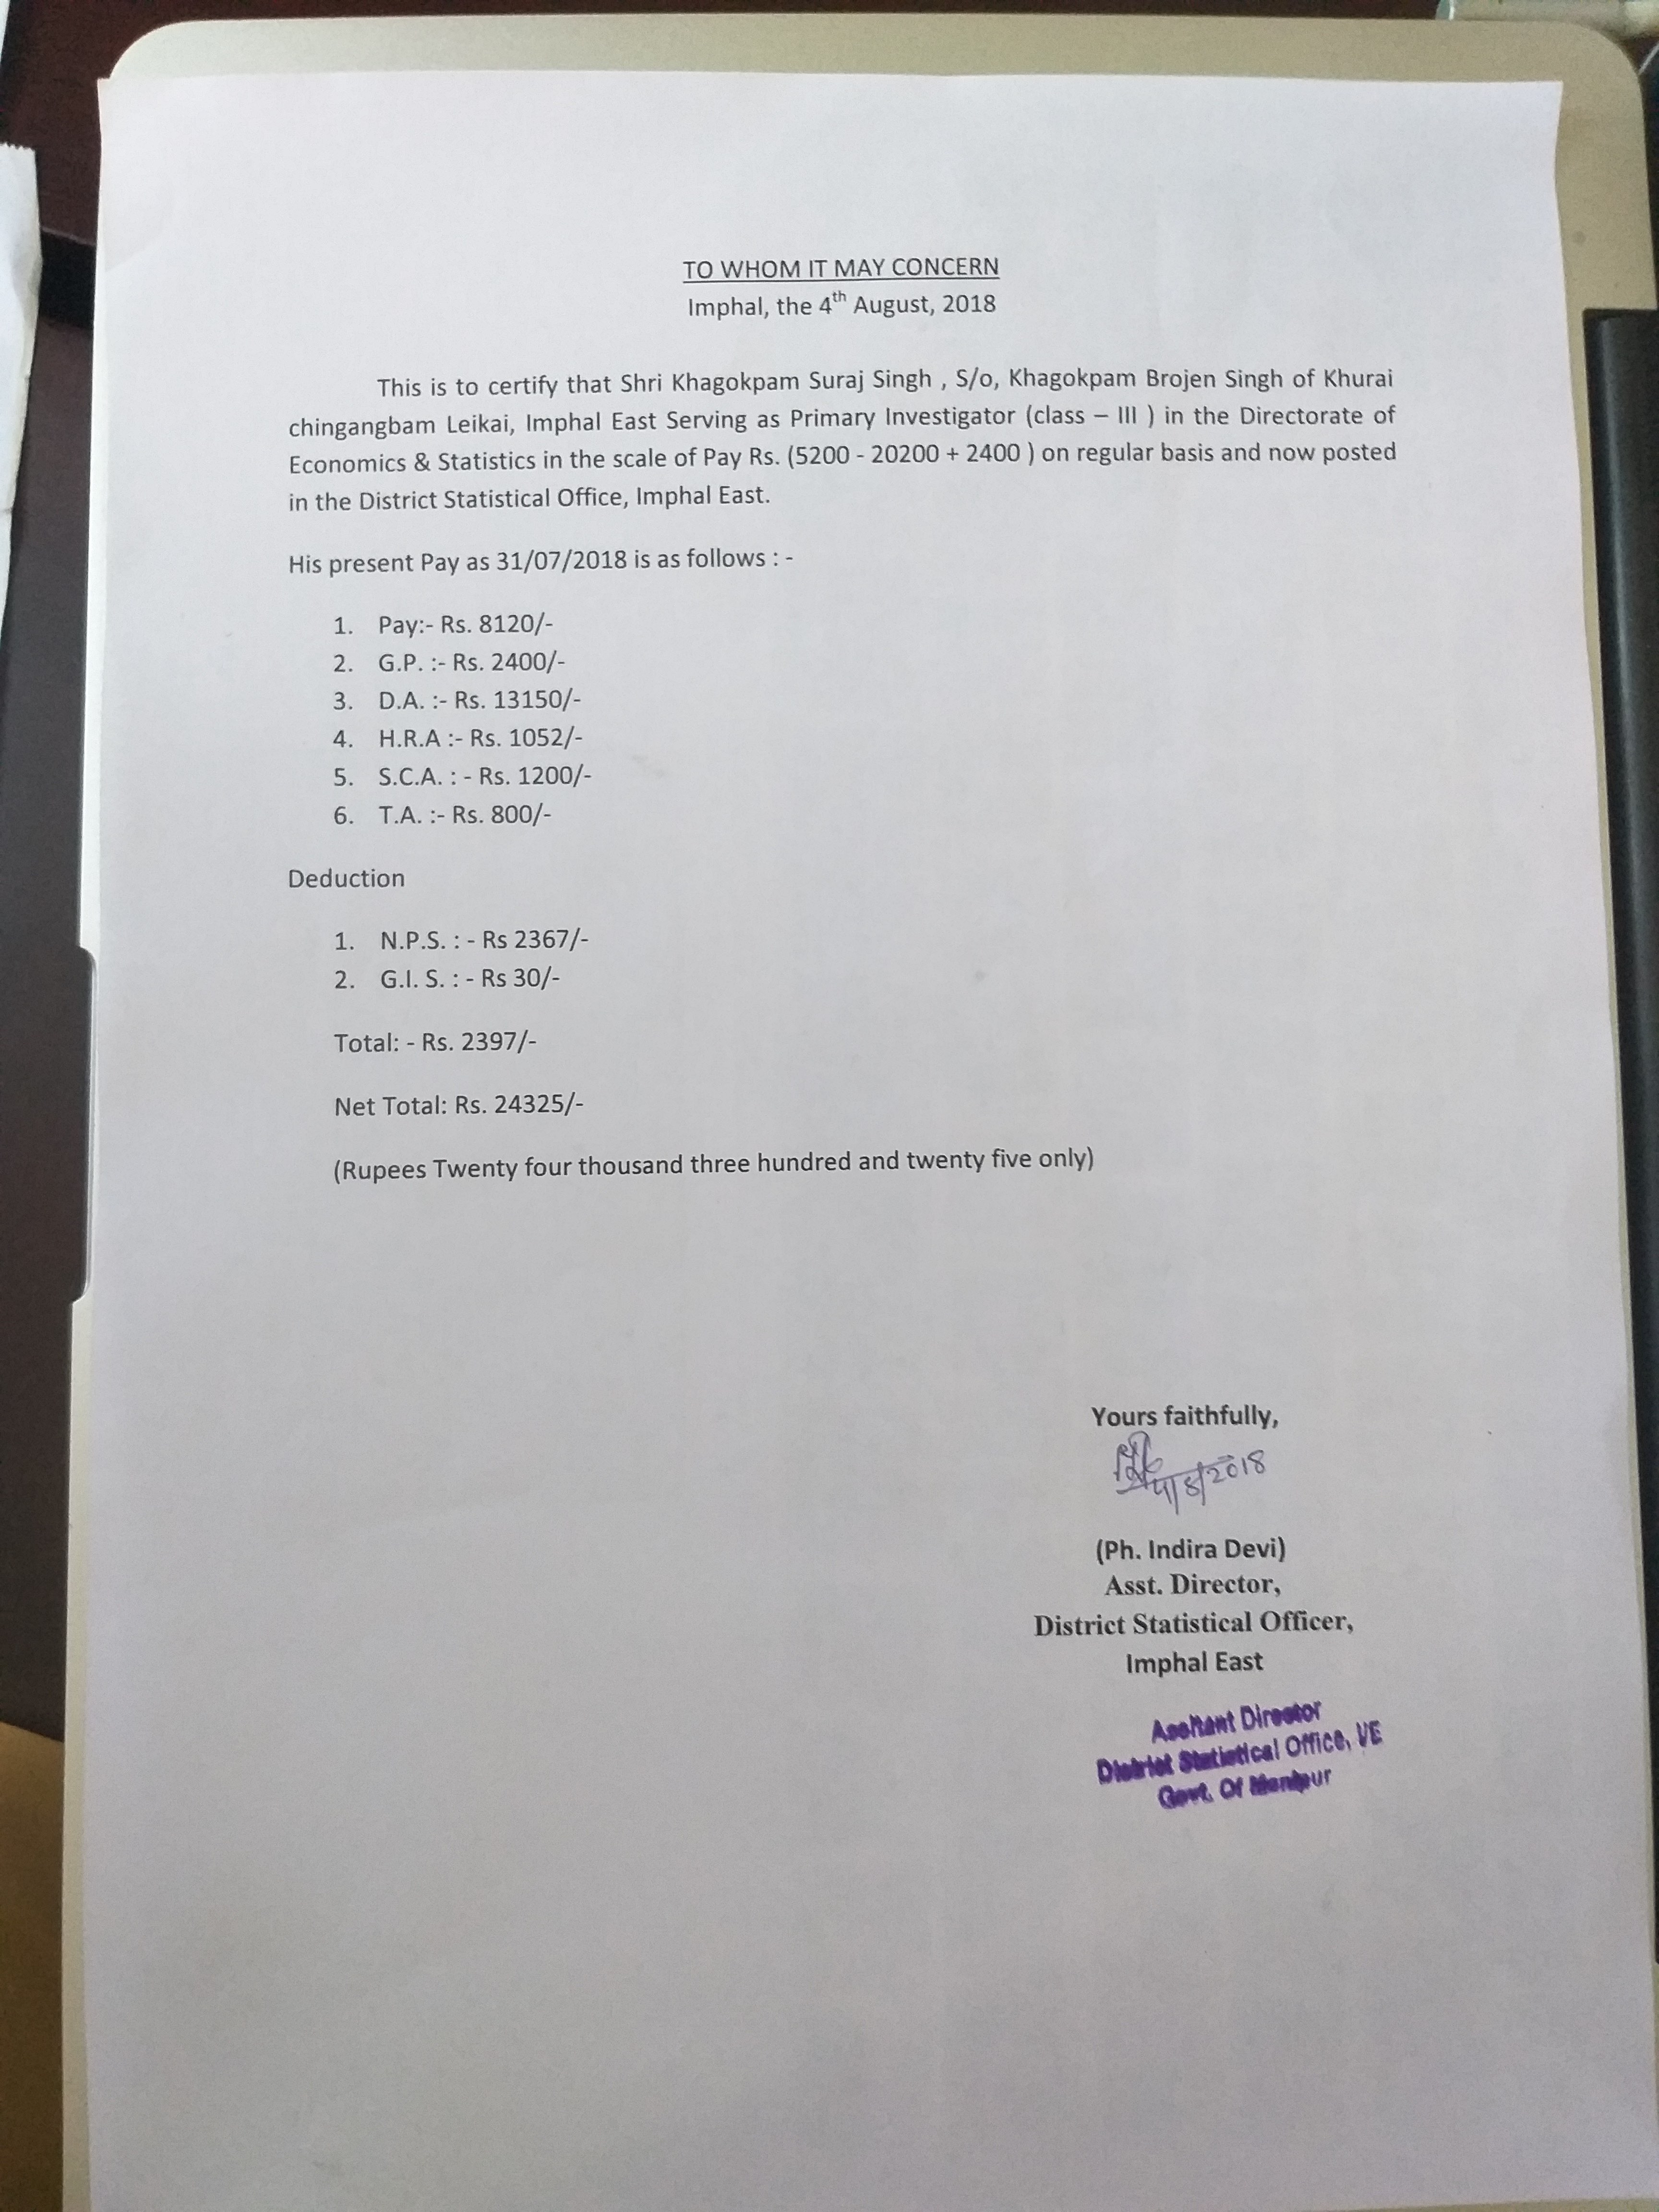 TO WHOM IT MAY CONCERN
Imphal, the 4th August, 2018
This is to certify that Shri Khagokpam Suraj Singh , S/o, Khagokpam Brojen Singh of Khurai
chingangbam Leikai, Imphal East Serving as Primary Investigator (class – III ) in the Directorate of
Economics & Statistics in the scale of Pay Rs. (5200 - 20200 + 2400 ) on regular basis and now posted
in the District Statistical Office, Imphal East.
His present Pay as 31/07/2018 is as follows : -
1. Pay:- Rs. 8120/-
2. G.P. :- Rs. 2400/-
3. D.A. :- Rs. 13150/-
4. H.R.A :- Rs. 1052/-
5. S.C.A. : - Rs. 1200/-
6. T.A. :- Rs. 800/-
Deduction
1. N.P.S. : - Rs 2367/-
2. G.I. S. : - Rs 30/-
Total: - Rs. 2397/-
Net Total: Rs. 24325/-
(Rupees Twenty four thousand three hundred and twenty five only)
Yours faithfully,
4/8/2018
(Ph. Indira Devi)
Asst. Director,
District Statistical Officer,
Imphal East
Director
District Statistical Office, I/E
Govt. Of Manipur